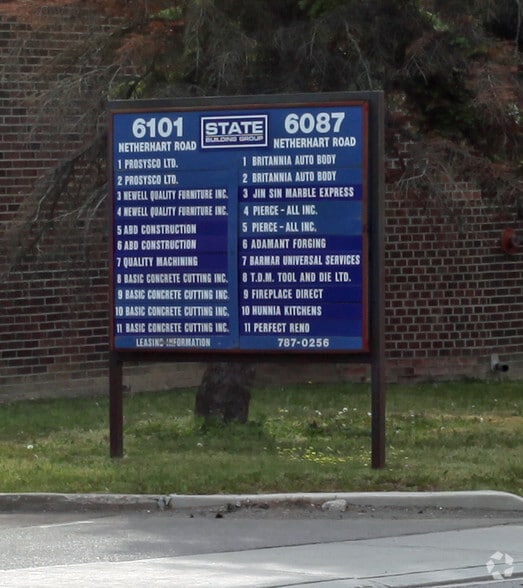 6101
NETHERHART ROAD
STATE
BUILDING GROUP
6087
NETHERHART ROAD
1 PROSYSCO LTD.
2 PROSYSCO LTD.
3 NEWELL QUALITY FURNITURE INC.
4 NEWELL QUALITY FURNITURE INC.
5 ABD CONSTRUCTION
6 ABD CONSTRUCTION
7 QUALITY MACHINING
8 BASIC CONCRETE CUTTING INC.
9 BASIC CONCRETE CUTTING INC.
10 BASIC CONCRETE CUTTING INC.
11 BASIC CONCRETE CUTTING INC.
1 BRITANNIA AUTO BODY
2 BRITANNIA AUTO BODY
3 JIN SIN MARBLE EXPRESS
4 PIERCE - ALL INC.
5 PIERCE - ALL INC.
6 ADAMANT FORGING
7 BARMAR UNIVERSAL SERVICES
8 T.D.M. TOOL AND DIE LTD.
9 FIREPLACE DIRECT
10 HUNNIA KITCHENS
11 PERFECT RENO
LEASING INFORMATION 787-0256